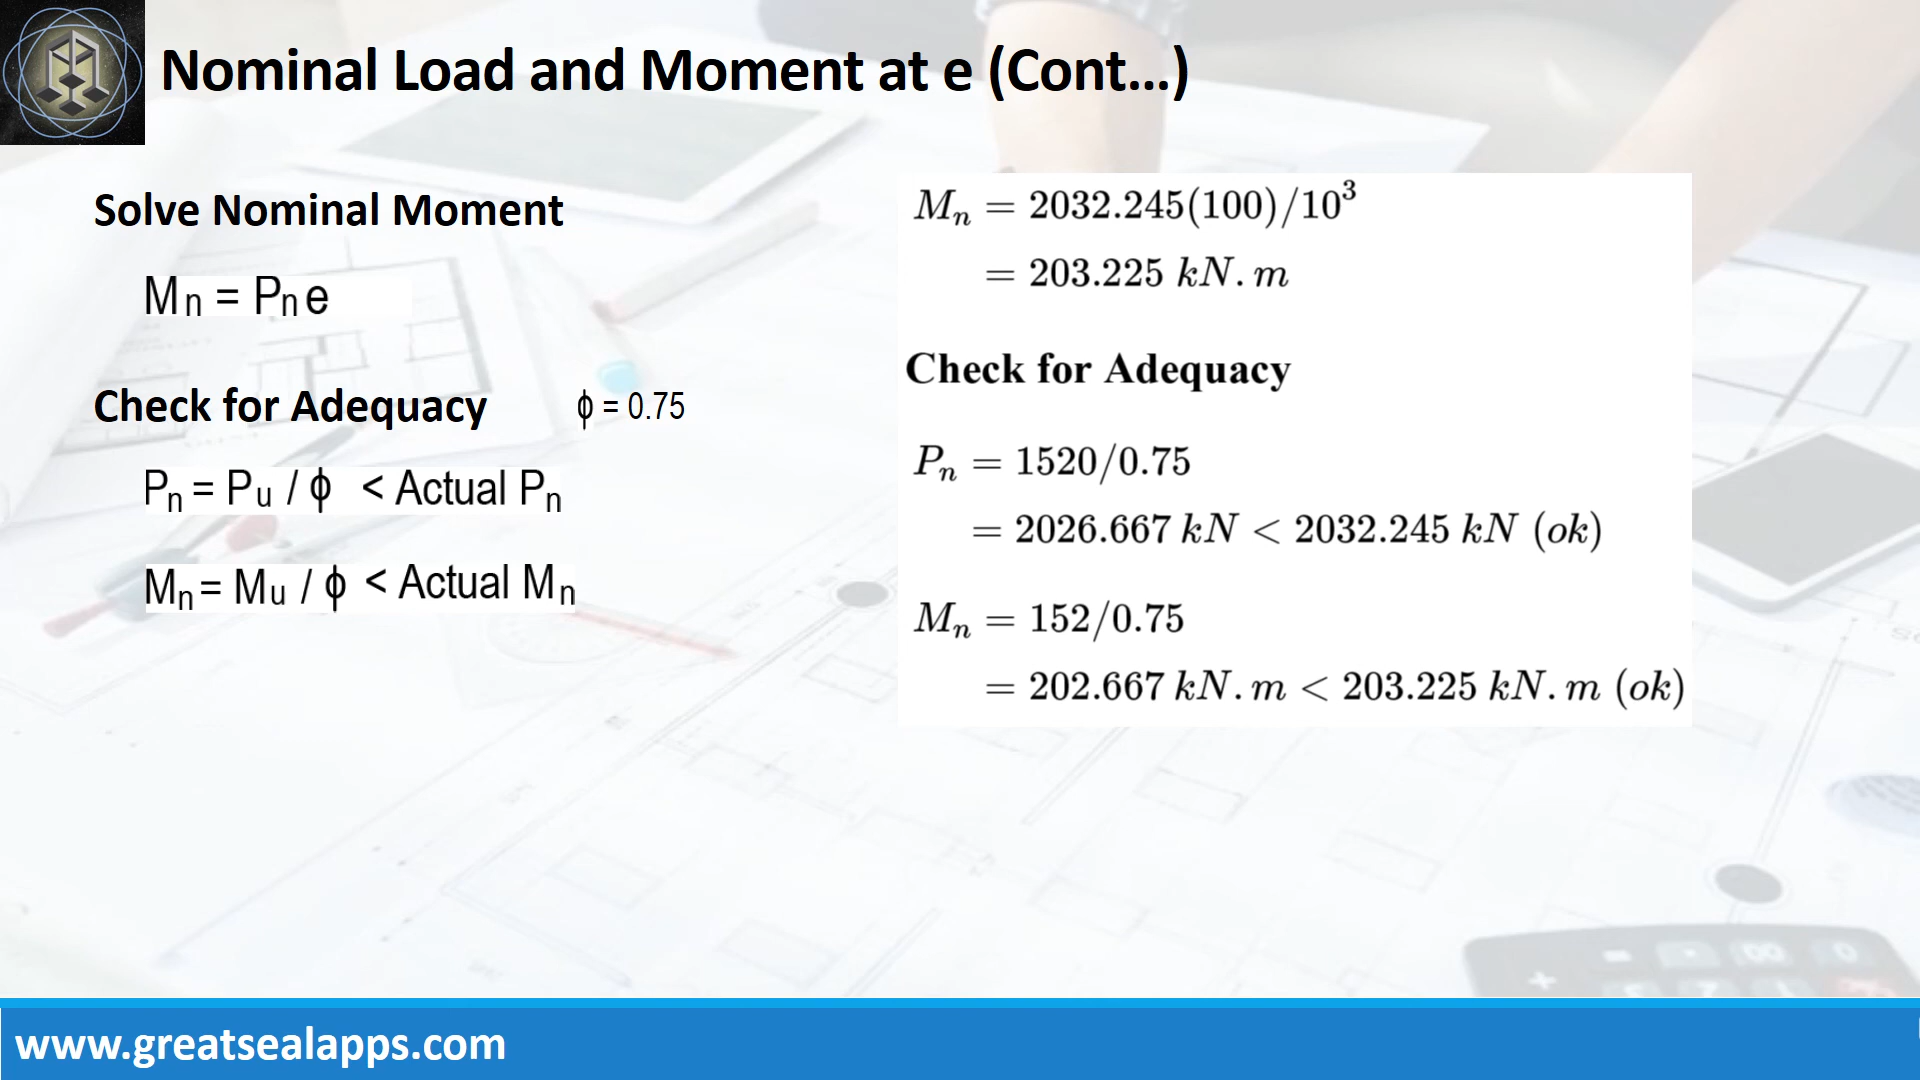 Nominal Load and Moment at e (Cont...)
Solve Nominal Moment
Mn = Pn e
Check for Adequacy ϕ = 0.75
Pn = Pu / ϕ < Actual Pn
Mn = Mu / ϕ < Actual Mn
Mn = 2032.245(100)/10³
= 203.225 kN.m
Check for Adequacy
Pn = 1520/0.75
= 2026.667 kN < 2032.245 kN (ok)
Mn = 152/0.75
= 202.667 kN.m < 203.225 kN.m (ok)
www.greatsealapps.com